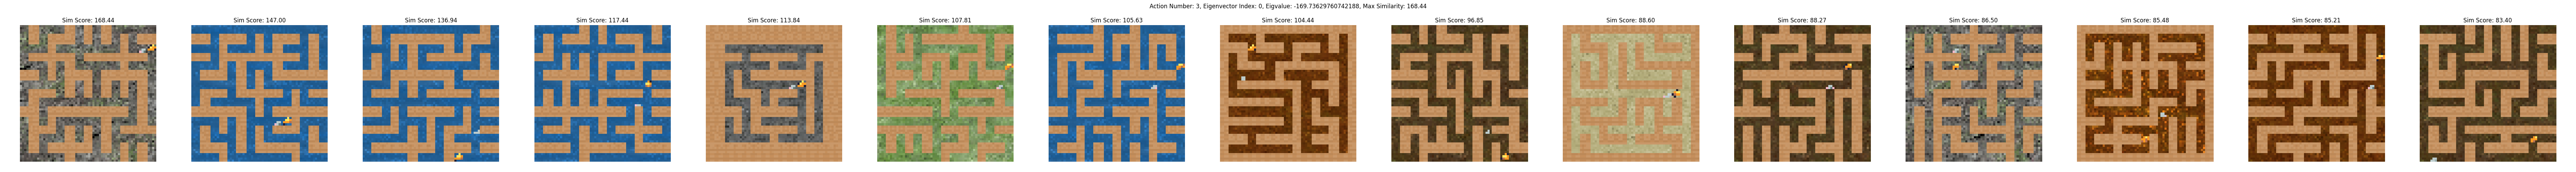 Action Number: 3, Eigenvector Index: 0, Eigvalue: -169.73629760742188, Max Similarity: 168.44
Sim Score: 168.44
Sim Score: 147.00
Sim Score: 136.94
Sim Score: 117.44
Sim Score: 113.84
Sim Score: 107.81
Sim Score: 105.63
Sim Score: 104.44
Sim Score: 96.85
Sim Score: 88.60
Sim Score: 88.27
Sim Score: 86.50
Sim Score: 85.48
Sim Score: 85.21
Sim Score: 83.40